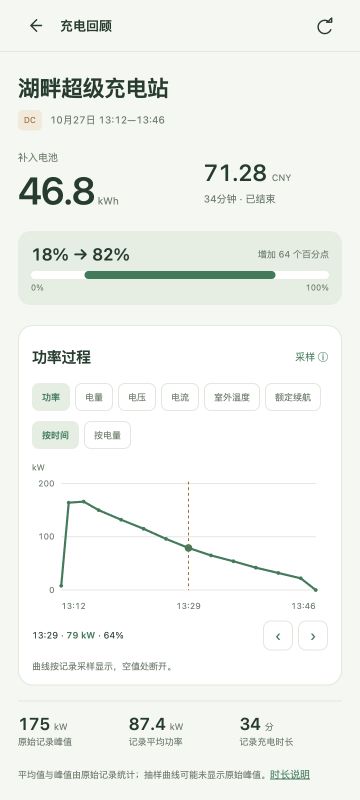 充电回顾
湖畔超级充电站
DC 10月27日 13:12—13:46
补入电池
46.8 kWh
71.28 CNY
34分钟 · 已结束
18% → 82% 增加 64 个百分点
0% 100%
功率过程 采样 ⓘ
功率 电量 电压 电流 室外温度 额定续航
按时间 按电量
kW
200
100
0
13:12 13:29 13:46
13:29 · 79 kW · 64% ‹ ›
曲线按记录采样显示，空值处断开。
175 kW 87.4 kW 34 分
原始记录峰值 记录平均功率 记录充电时长
平均值与峰值由原始记录统计；抽样曲线可能未显示原始峰值。时长说明